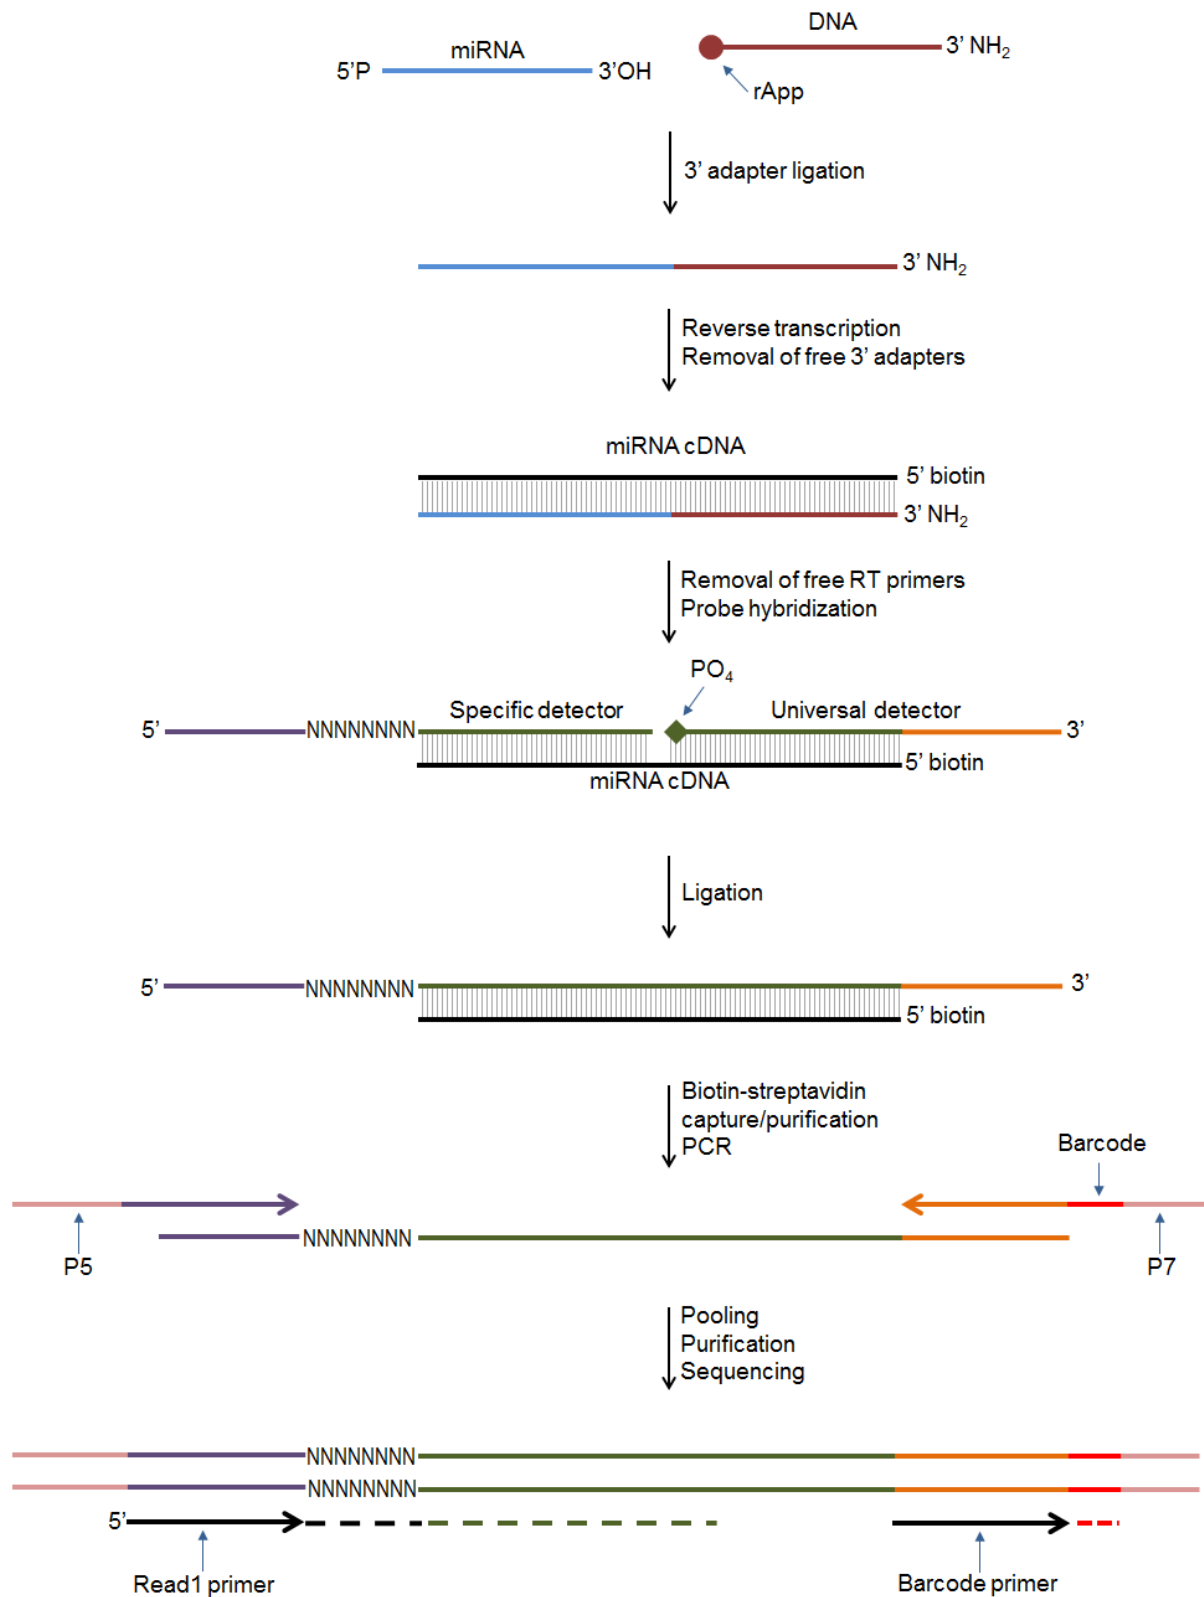 DNA
miRNA
5’P
3’OH
3’ NH₂
rApp
3’ adapter ligation
3’ NH₂
Reverse transcription
Removal of free 3’ adapters
miRNA cDNA
5’ biotin
3’ NH₂
Removal of free RT primers
Probe hybridization
PO₄
Specific detector
Universal detector
5’
NNNNNNNN
3’
5’ biotin
miRNA cDNA
Ligation
5’
NNNNNNNN
3’
5’ biotin
Biotin-streptavidin
capture/purification
PCR
Barcode
NNNNNNNN
P5
P7
Pooling
Purification
Sequencing
NNNNNNNN
NNNNNNNN
5’
Read1 primer
Barcode primer